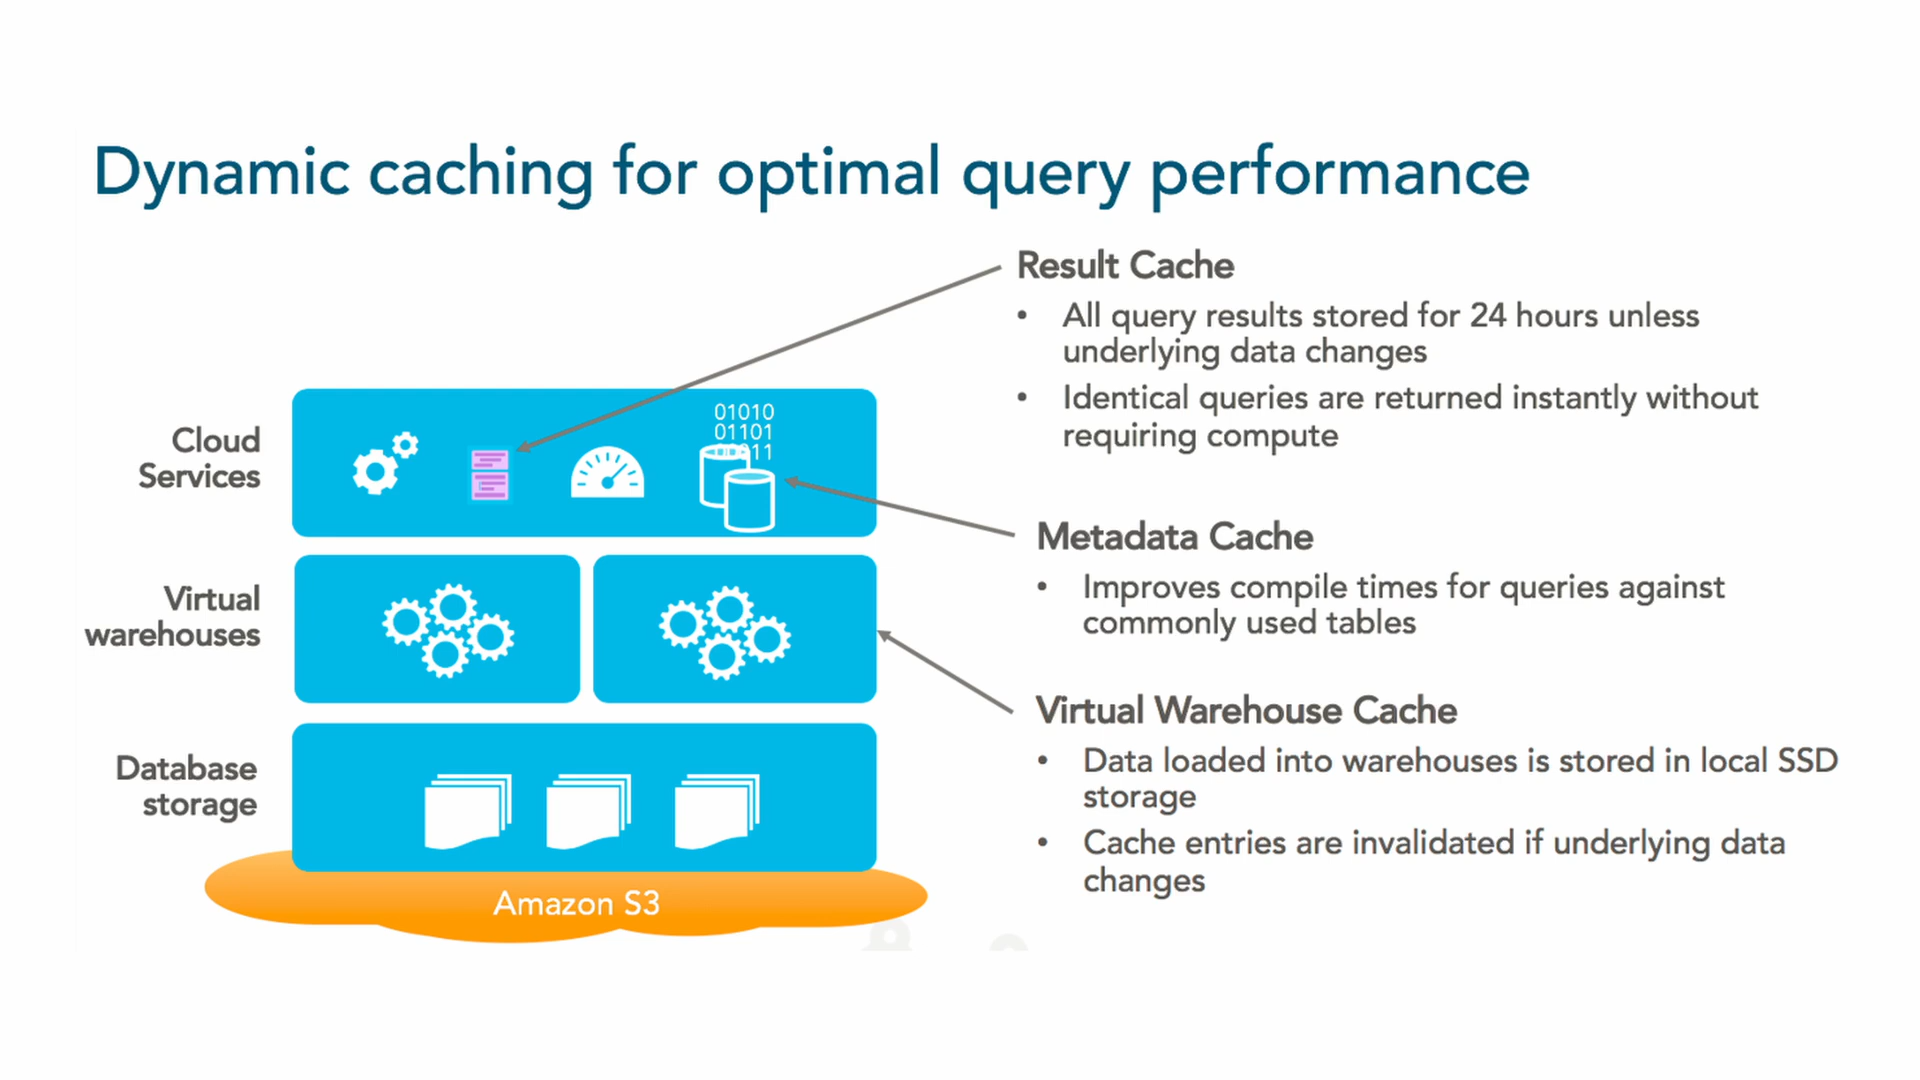 Dynamic caching for optimal query performance
Result Cache
• All query results stored for 24 hours unless
underlying data changes
• Identical queries are returned instantly without
requiring compute
Metadata Cache
• Improves compile times for queries against
commonly used tables
Virtual Warehouse Cache
• Data loaded into warehouses is stored in local SSD
storage
• Cache entries are invalidated if underlying data
changes
Cloud
Services
01010
01101
11
Virtual
warehouses
Database
storage
Amazon S3